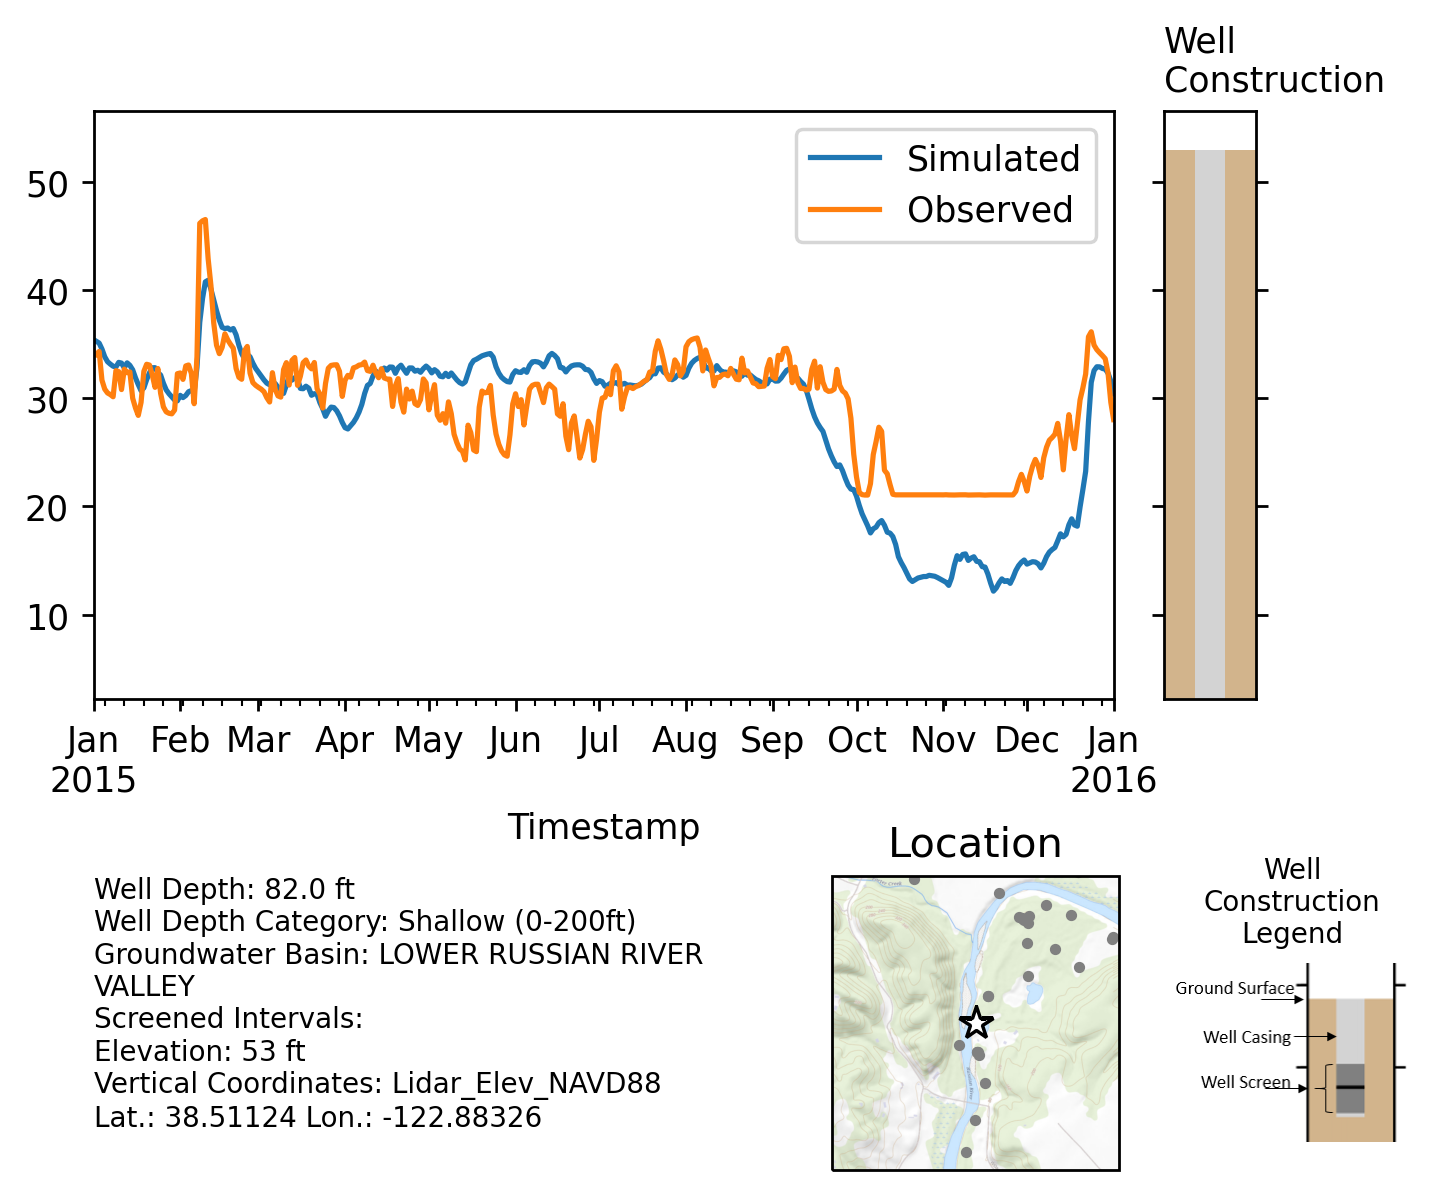 Well
Construction
Simulated
Observed
50
40
30
20
10
Jan Feb Mar Apr May Jun Jul Aug Sep Oct Nov Dec Jan
2015 2016
Timestamp
Location
Well Depth: 82.0 ft
Well Depth Category: Shallow (0-200ft)
Groundwater Basin: LOWER RUSSIAN RIVER
VALLEY
Screened Intervals:
Elevation: 53 ft
Vertical Coordinates: Lidar_Elev_NAVD88
Lat.: 38.51124 Lon.: -122.88326
Well
Construction
Legend
Ground Surface
Well Casing
Well Screen